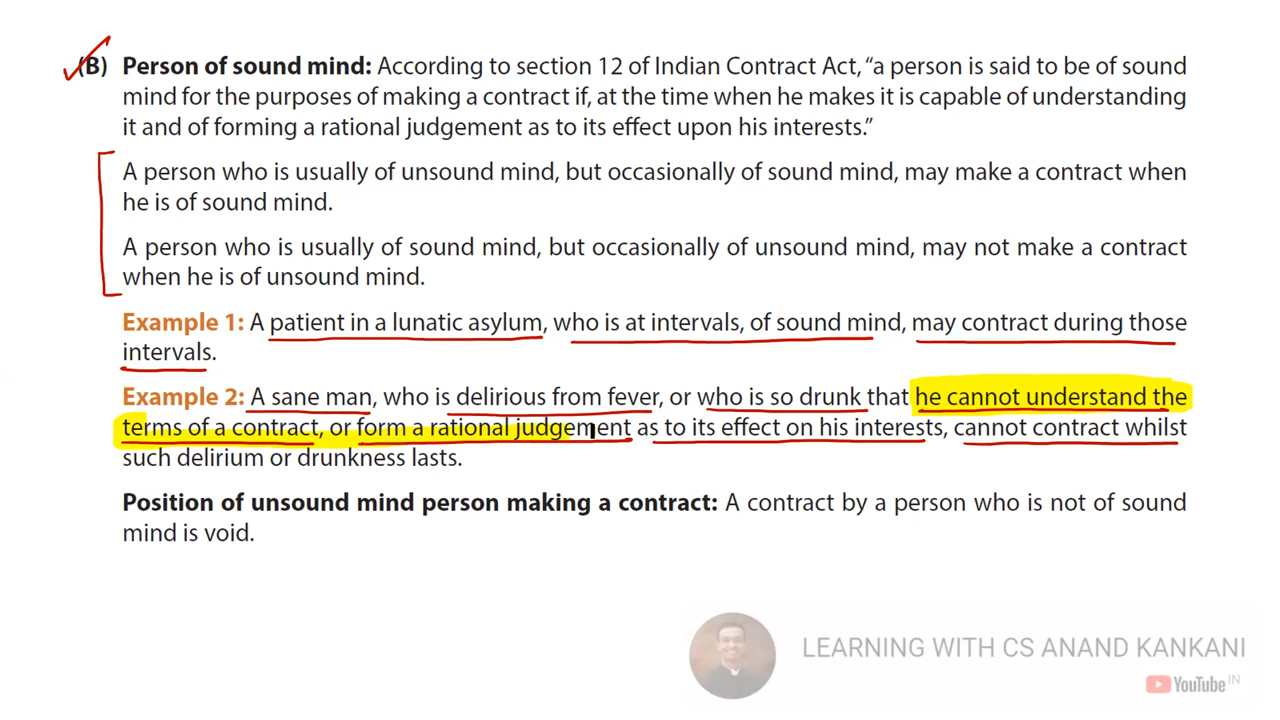 (B) Person of sound mind: According to section 12 of Indian Contract Act, “a person is said to be of sound
mind for the purposes of making a contract if, at the time when he makes it is capable of understanding
it and of forming a rational judgement as to its effect upon his interests.”
A person who is usually of unsound mind, but occasionally of sound mind, may make a contract when
he is of sound mind.
A person who is usually of sound mind, but occasionally of unsound mind, may not make a contract
when he is of unsound mind.
Example 1: A patient in a lunatic asylum, who is at intervals, of sound mind, may contract during those
intervals.
Example 2: A sane man, who is delirious from fever, or who is so drunk that he cannot understand the
terms of a contract, or form a rational judgement as to its effect on his interests, cannot contract whilst
such delirium or drunkness lasts.
Position of unsound mind person making a contract: A contract by a person who is not of sound
mind is void.
LEARNING WITH CS ANAND KANKANI
YouTube IN